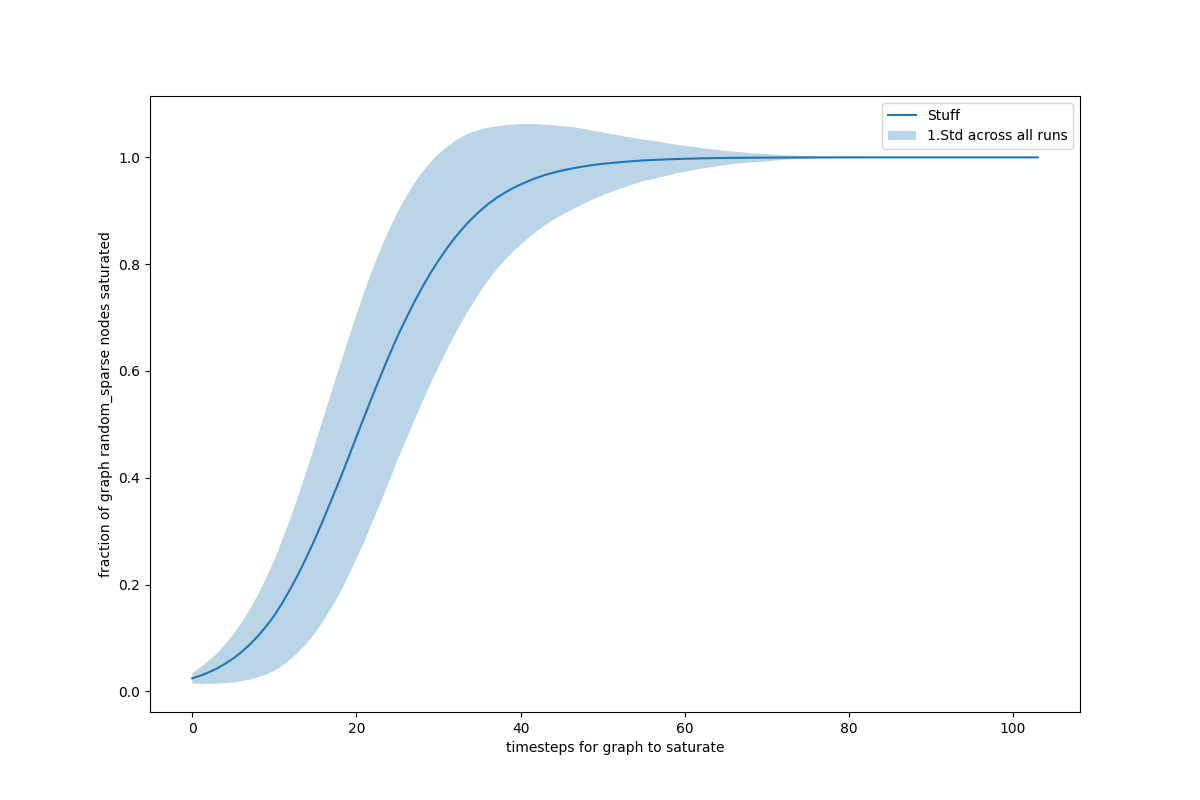 Stuff
1.Std across all runs
1.0
0.8
0.6
0.4
0.2
0.0
fraction of graph random_sparse nodes saturated
0 20 40 60 80 100
timesteps for graph to saturate